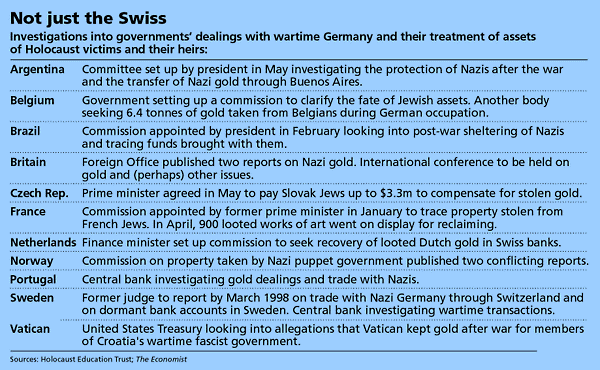 Not just the Swiss
Investigations into governments' dealings with wartime Germany and their treatment of assets
of Holocaust victims and their heirs:
Argentina Committee set up by president in May investigating the protection of Nazis after the war
and the transfer of Nazi gold through Buenos Aires.
Belgium Government setting up a commission to clarify the fate of Jewish assets. Another body
seeking 6.4 tonnes of gold taken from Belgians during German occupation.
Brazil Commission appointed by president in February looking into post-war sheltering of Nazis
and tracing funds brought with them.
Britain Foreign Office published two reports on Nazi gold. International conference to be held on
gold and (perhaps) other issues.
Czech Rep. Prime minister agreed in May to pay Slovak Jews up to $3.3m to compensate for stolen gold.
France Commission appointed by former prime minister in January to trace property stolen from
French Jews. In April, 900 looted works of art went on display for reclaiming.
Netherlands Finance minister set up commission to seek recovery of looted Dutch gold in Swiss banks.
Norway Commission on property taken by Nazi puppet government published two conflicting reports.
Portugal Central bank investigating gold dealings and trade with Nazis.
Sweden Former judge to report by March 1998 on trade with Nazi Germany through Switzerland and
on dormant bank accounts in Sweden. Central bank investigating wartime transactions.
Vatican United States Treasury looking into allegations that Vatican kept gold after war for members
of Croatia's wartime fascist government.
Sources: Holocaust Education Trust; The Economist